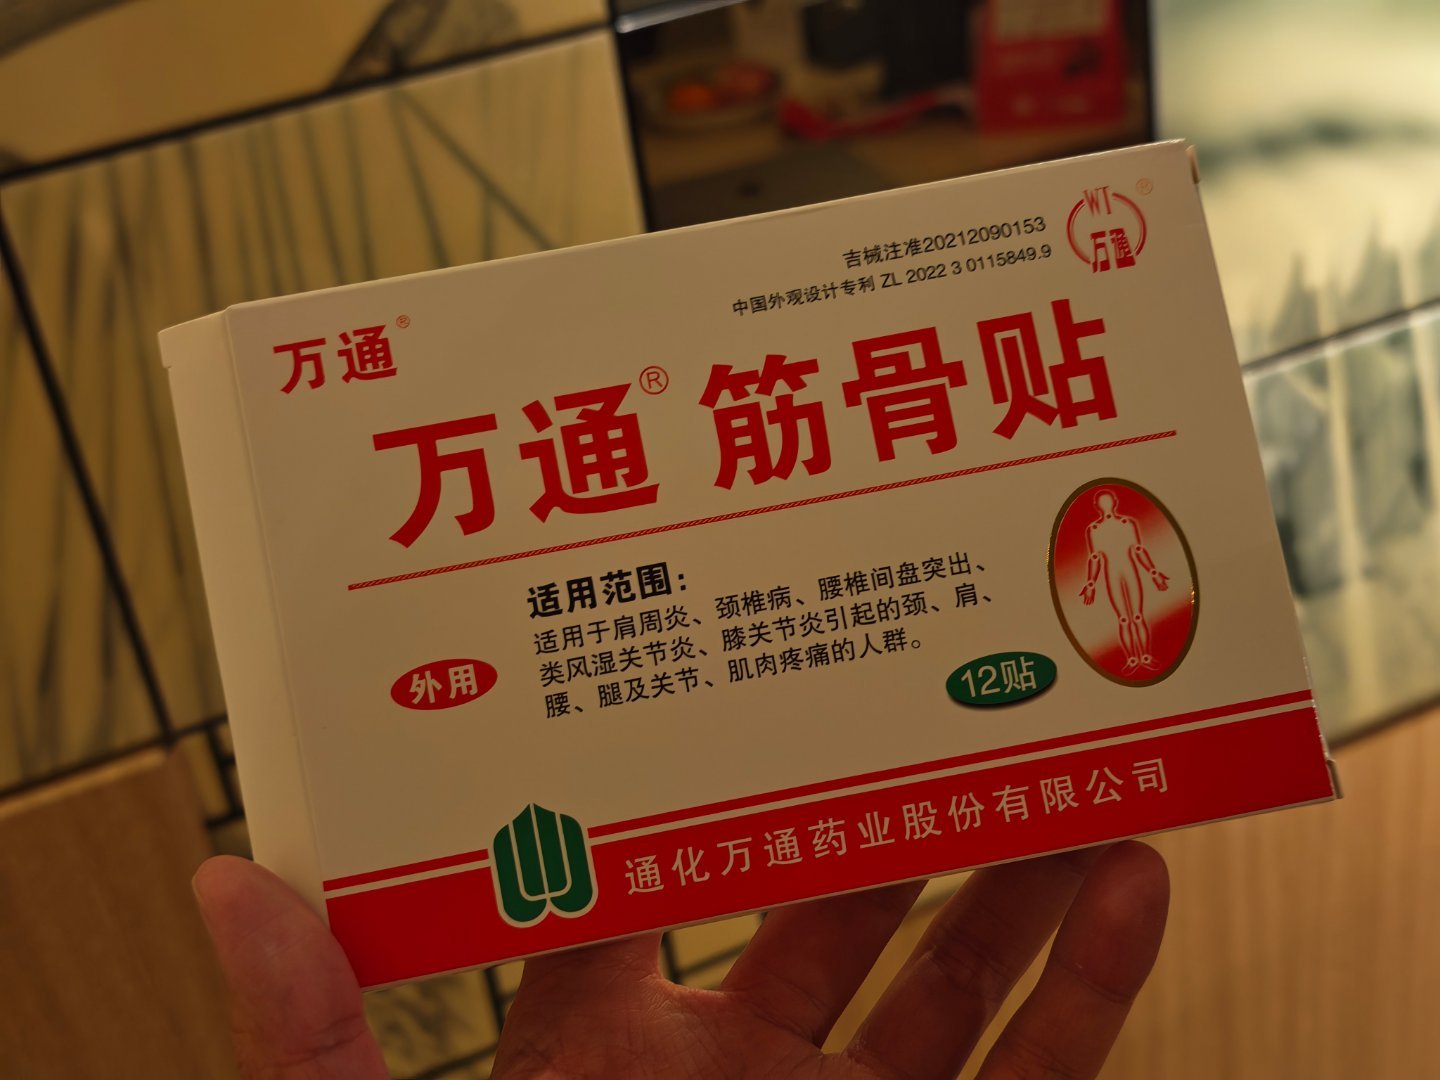 吉械注准20212090153
中国外观设计专利 ZL 2022 3 0115849.9
WT
万通®
万通®
万通® 筋骨贴
适用范围：
适用于肩周炎、颈椎病、腰椎间盘突出、
类风湿关节炎、膝关节炎引起的颈、肩、
腰、腿及关节、肌肉疼痛的人群。
外用
12贴
通化万通药业股份有限公司